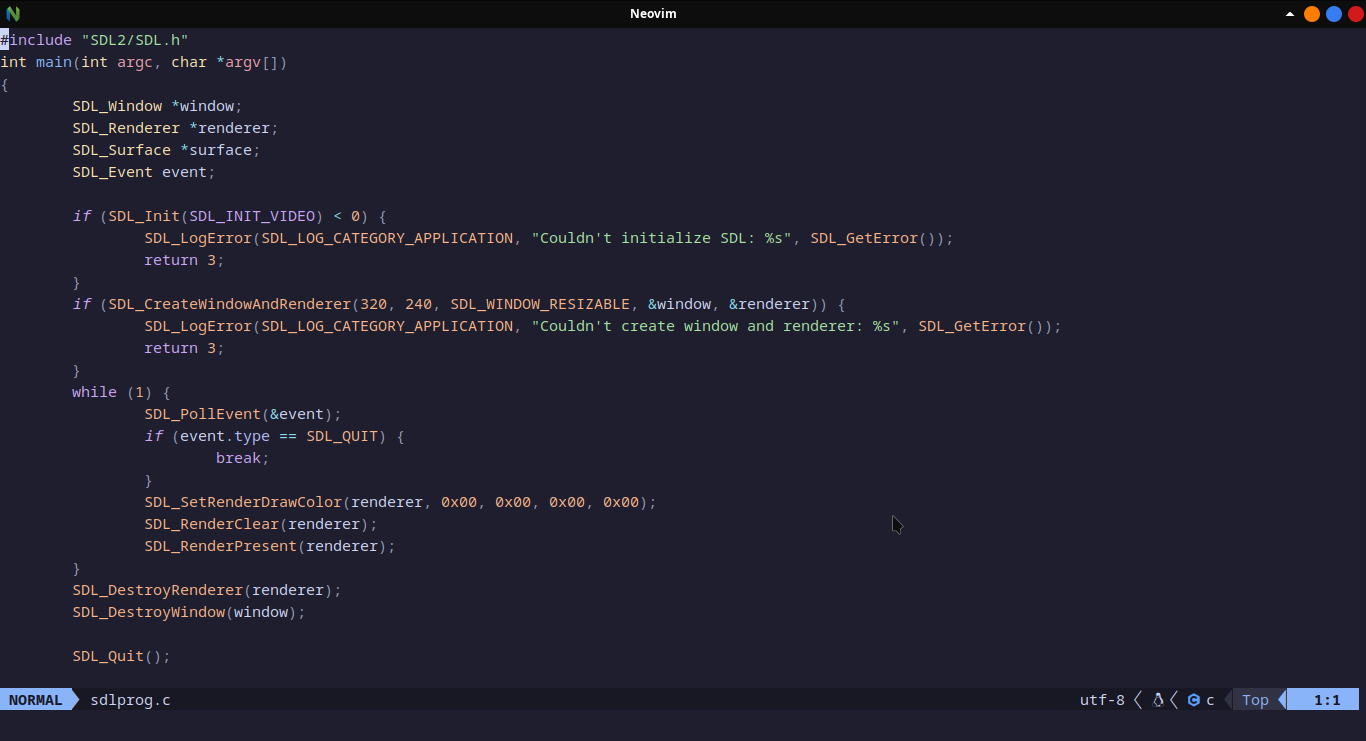 Neovim
#include "SDL2/SDL.h"
int main(int argc, char *argv[])
{
        SDL_Window *window;
        SDL_Renderer *renderer;
        SDL_Surface *surface;
        SDL_Event event;

        if (SDL_Init(SDL_INIT_VIDEO) < 0) {
                SDL_LogError(SDL_LOG_CATEGORY_APPLICATION, "Couldn't initialize SDL: %s", SDL_GetError());
                return 3;
        }
        if (SDL_CreateWindowAndRenderer(320, 240, SDL_WINDOW_RESIZABLE, &window, &renderer)) {
                SDL_LogError(SDL_LOG_CATEGORY_APPLICATION, "Couldn't create window and renderer: %s", SDL_GetError());
                return 3;
        }
        while (1) {
                SDL_PollEvent(&event);
                if (event.type == SDL_QUIT) {
                        break;
                }
                SDL_SetRenderDrawColor(renderer, 0x00, 0x00, 0x00, 0x00);
                SDL_RenderClear(renderer);
                SDL_RenderPresent(renderer);
        }
        SDL_DestroyRenderer(renderer);
        SDL_DestroyWindow(window);

        SDL_Quit();
NORMAL sdlprog.c utf-8 c Top 1:1